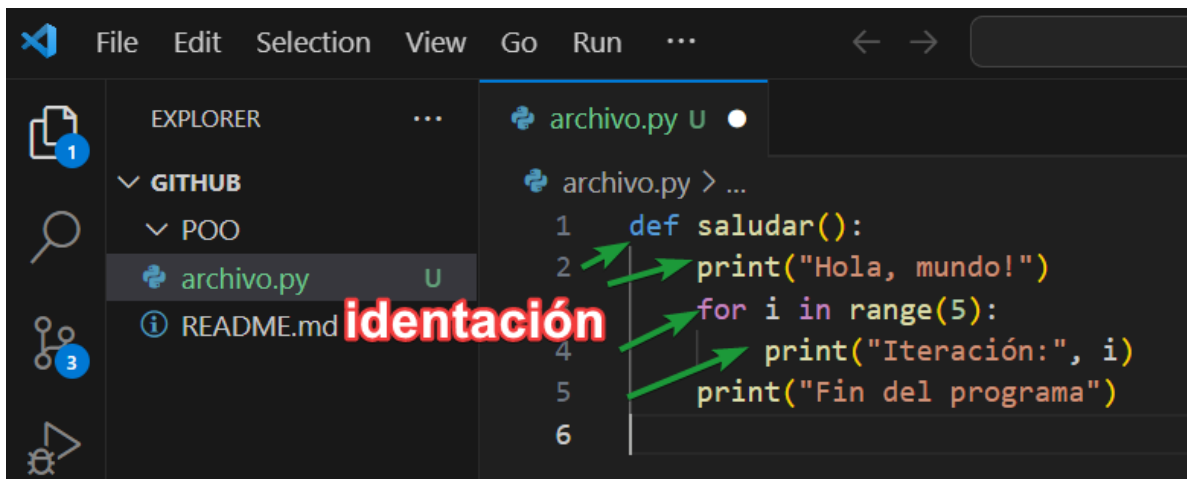 File Edit Selection View Go Run ...
EXPLORER ...
1
GITHUB
POO
archivo.py U
README.md
3
identación
archivo.py U
archivo.py > ...
1 def saludar():
2 print("Hola, mundo!")
for i in range(5):
4 print("Iteración:", i)
5 print("Fin del programa")
6